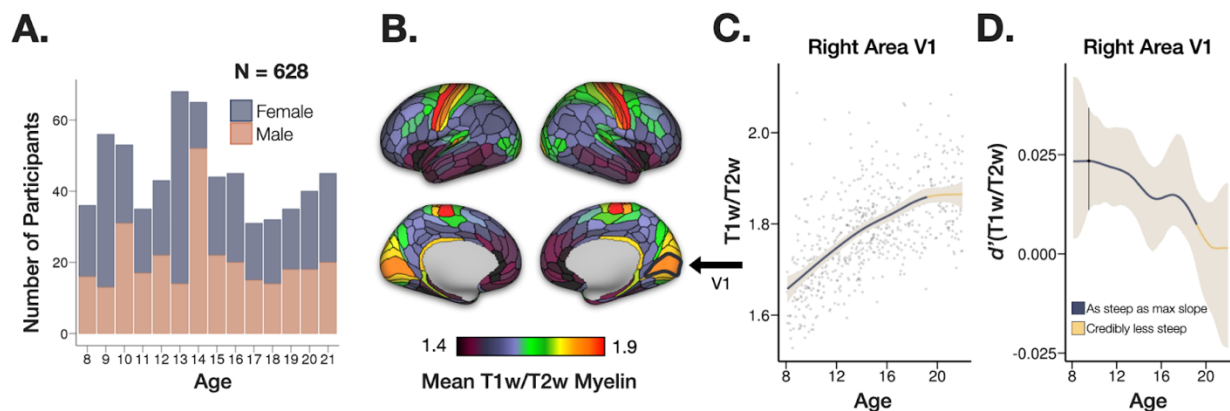 A.
N = 628
Female
Male
Number of Participants
60
40
20
0
8 9 10 11 12 13 14 15 16 17 18 19 20 21
Age
B.
V1
1.4 1.9
Mean T1w/T2w Myelin
C.
Right Area V1
T1w/T2w
2.0
1.8
1.6
8 12 16 20
Age
D.
Right Area V1
d'(T1w/T2w)
0.025
0.000
-0.025
As steep as max slope
Credibly less steep
8 12 16 20
Age